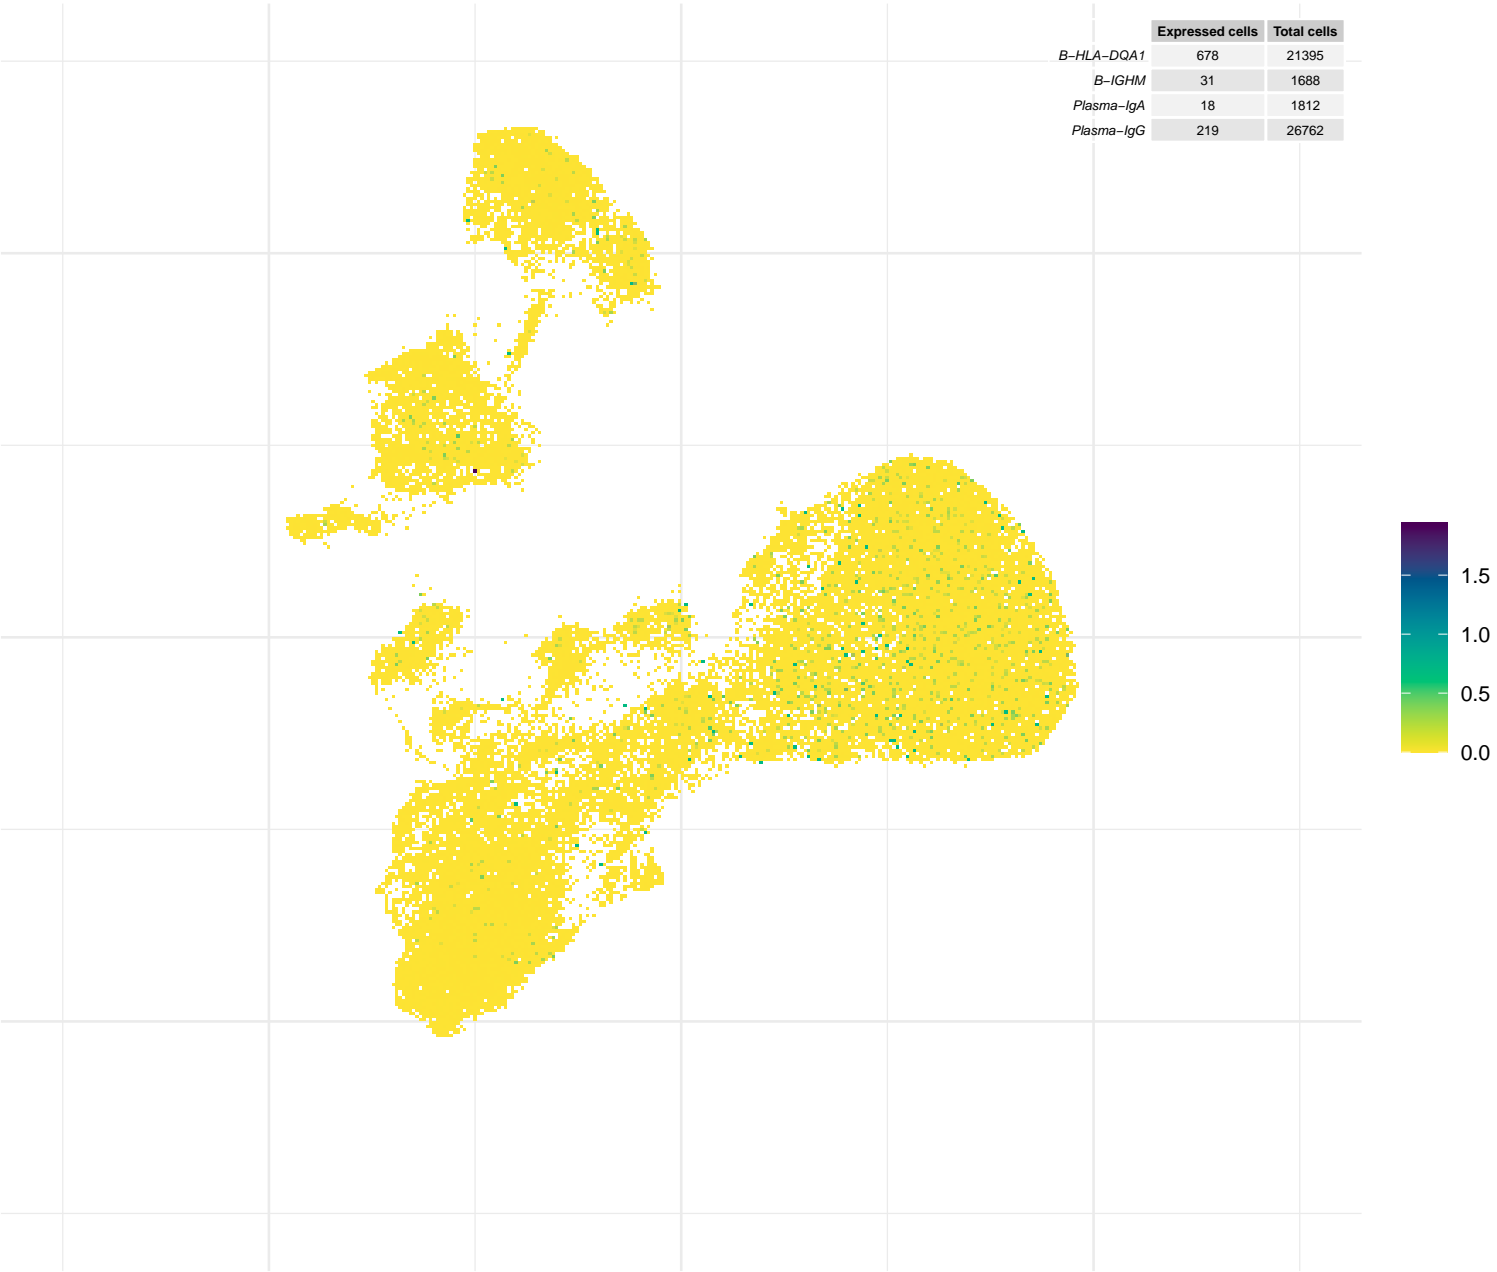 Expressed cells Total cells
B−HLA−DQA1 678 21395
B−IGHM 31 1688
Plasma−IgA 18 1812
Plasma−IgG 219 26762
1.5
1.0
0.5
0.0